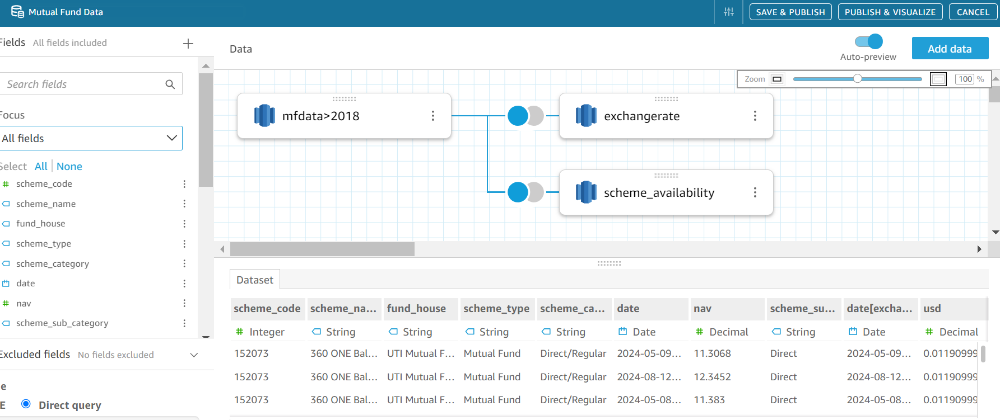 Mutual Fund Data
SAVE & PUBLISH
PUBLISH & VISUALIZE
CANCEL
Fields All fields included
Search fields
Focus
All fields
Select All None
scheme_code
scheme_name
fund_house
scheme_type
scheme_category
date
nav
scheme_sub_category
Excluded fields No fields excluded
e
E Direct query
Data
Auto-preview
Add data
Zoom 100 %
mfdata>2018
exchangerate
scheme_availability
Dataset
scheme_code scheme_na... fund_house scheme_type scheme_ca... date nav scheme_su... date[excha... usd
# Integer String String String String Date # Decimal String Date # Decimal
152073 360 ONE Bal... UTI Mutual F... Mutual Fund Direct/Regular 2024-05-09... 11.3068 Direct 2024-05-09... 0.01190999
152073 360 ONE Bal... UTI Mutual F... Mutual Fund Direct/Regular 2024-08-12... 12.3452 Direct 2024-08-12... 0.01190999
152073 360 ONE Bal... UTI Mutual F... Mutual Fund Direct/Regular 2024-05-08... 11.383 Direct 2024-05-08... 0.01190999